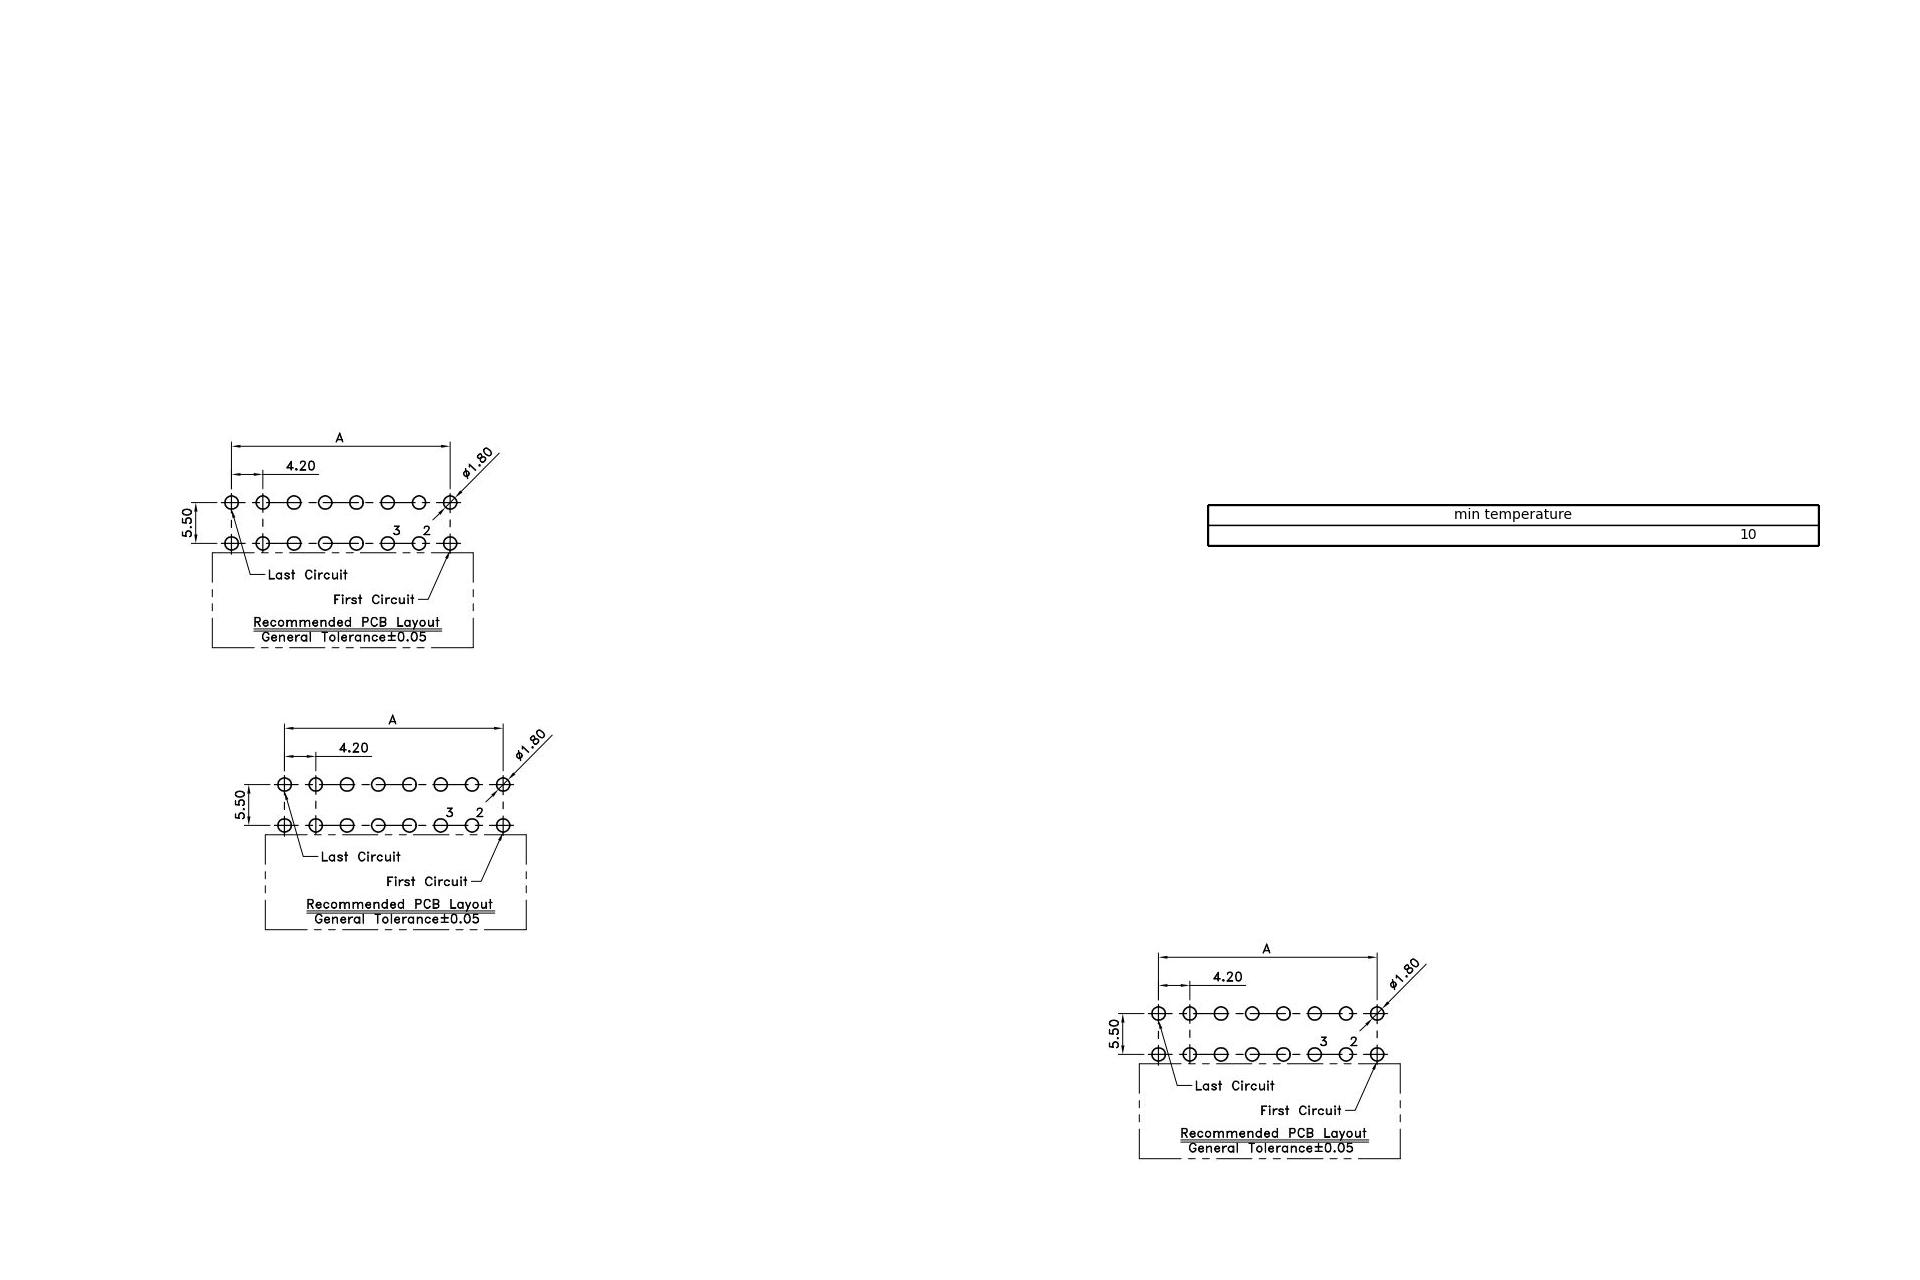 A
4.20
ø1.80
5.50
3 2
Last Circuit
First Circuit
Recommended PCB Layout
General Tolerance±0.05
min temperature
10
A
4.20
ø1.80
5.50
3 2
Last Circuit
First Circuit
Recommended PCB Layout
General Tolerance±0.05
A
4.20
ø1.80
5.50
3 2
Last Circuit
First Circuit
Recommended PCB Layout
General Tolerance±0.05